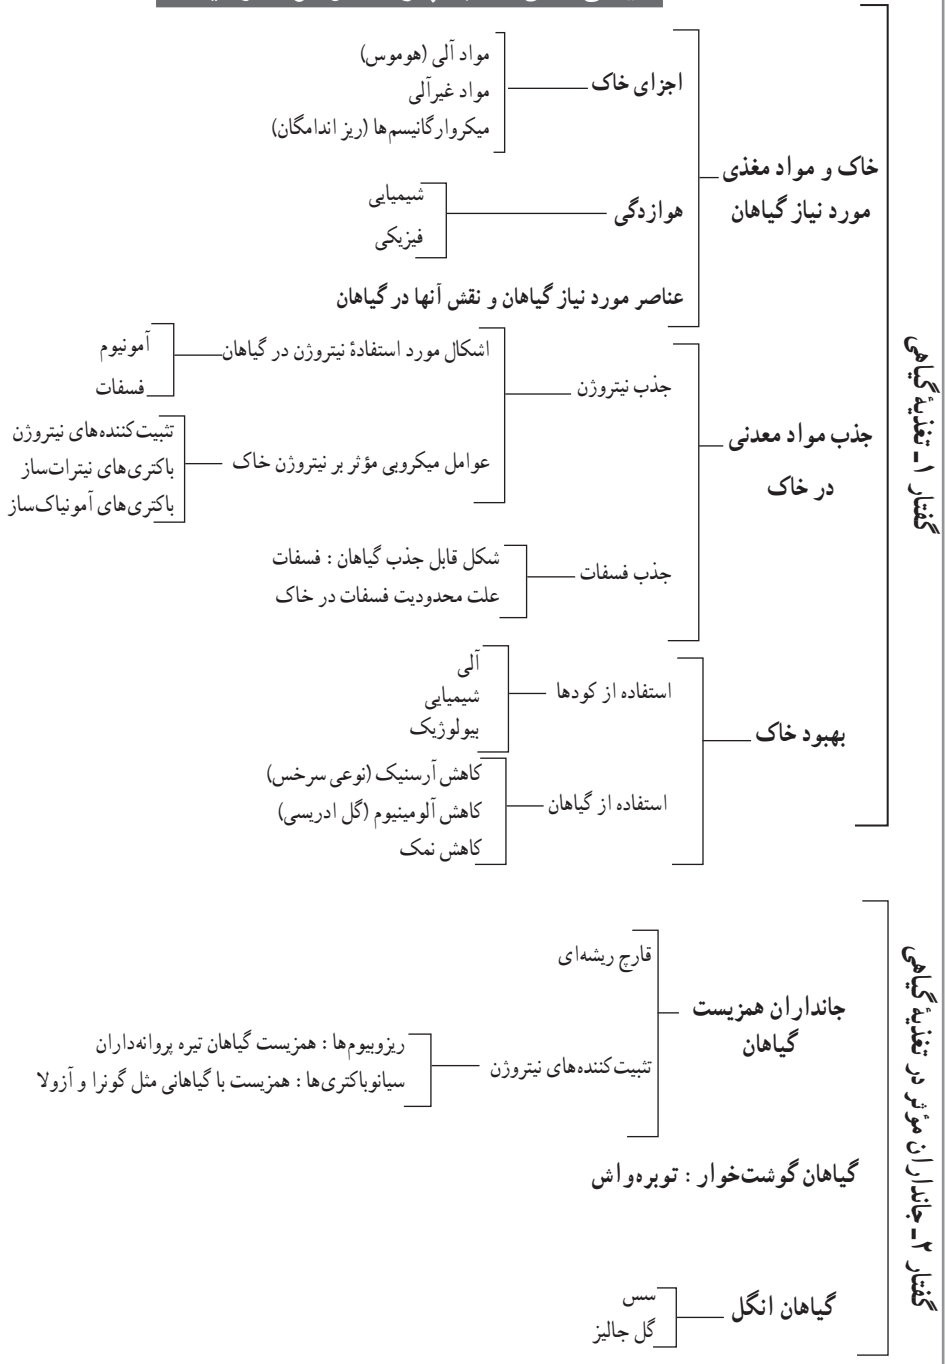 گفتار ۱ـ تغذیهٔ گیاهی
خاک و مواد مغذی
مورد نیاز گیاهان
اجزای خاک
مواد آلی (هوموس)
مواد غیرآلی
میکروارگانیسم‌ها (ریز اندامگان)
هوازدگی
شیمیایی
فیزیکی
عناصر مورد نیاز گیاهان و نقش آنها در گیاهان
جذب مواد معدنی
در خاک
جذب نیتروژن
اشکال مورد استفادهٔ نیتروژن در گیاهان
آمونیوم
فسفات
عوامل میکروبی مؤثر بر نیتروژن خاک
تثبیت‌کننده‌های نیتروژن
باکتری‌های نیترات‌ساز
باکتری‌های آمونیاک‌ساز
جذب فسفات
شکل قابل جذب گیاهان : فسفات
علت محدودیت فسفات در خاک
بهبود خاک
استفاده از کودها
آلی
شیمیایی
بیولوژیک
استفاده از گیاهان
کاهش آرسنیک (نوعی سرخس)
کاهش آلومینیوم (گل ادریسی)
کاهش نمک
گفتار ۲ـ جانداران مؤثر در تغذیهٔ گیاهی
جانداران همزیست
گیاهان
قارچ ریشه‌ای
تثبیت‌کننده‌های نیتروژن
ریزوبیوم‌ها : همزیست گیاهان تیره پروانه‌داران
سیانوباکتری‌ها : همزیست با گیاهانی مثل گونرا و آزولا
گیاهان گوشت‌خوار : توبره‌واش
گیاهان انگل
سس
گل جالیز